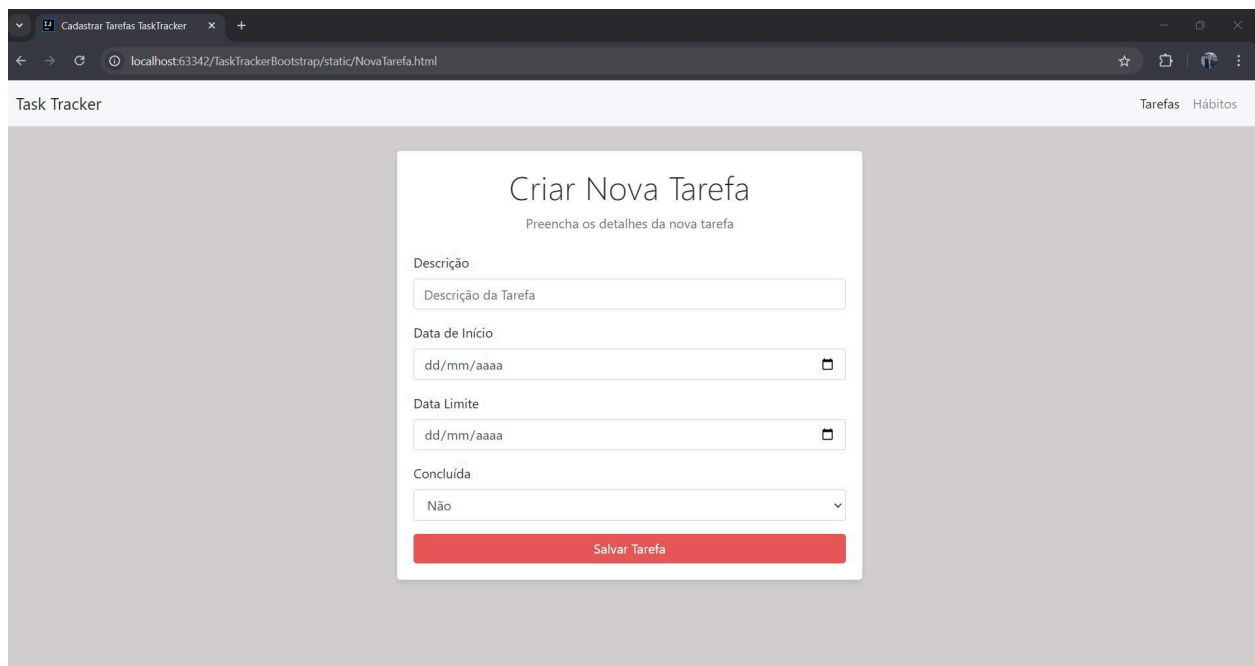 Cadastrar Tarefas TaskTracker
localhost:63342/TaskTrackerBootstrap/static/NovaTarefa.html
Task Tracker
Tarefas Hábitos
Criar Nova Tarefa
Preencha os detalhes da nova tarefa
Descrição
Descrição da Tarefa
Data de Início
dd/mm/aaaa
Data Limite
dd/mm/aaaa
Concluída
Não
Salvar Tarefa